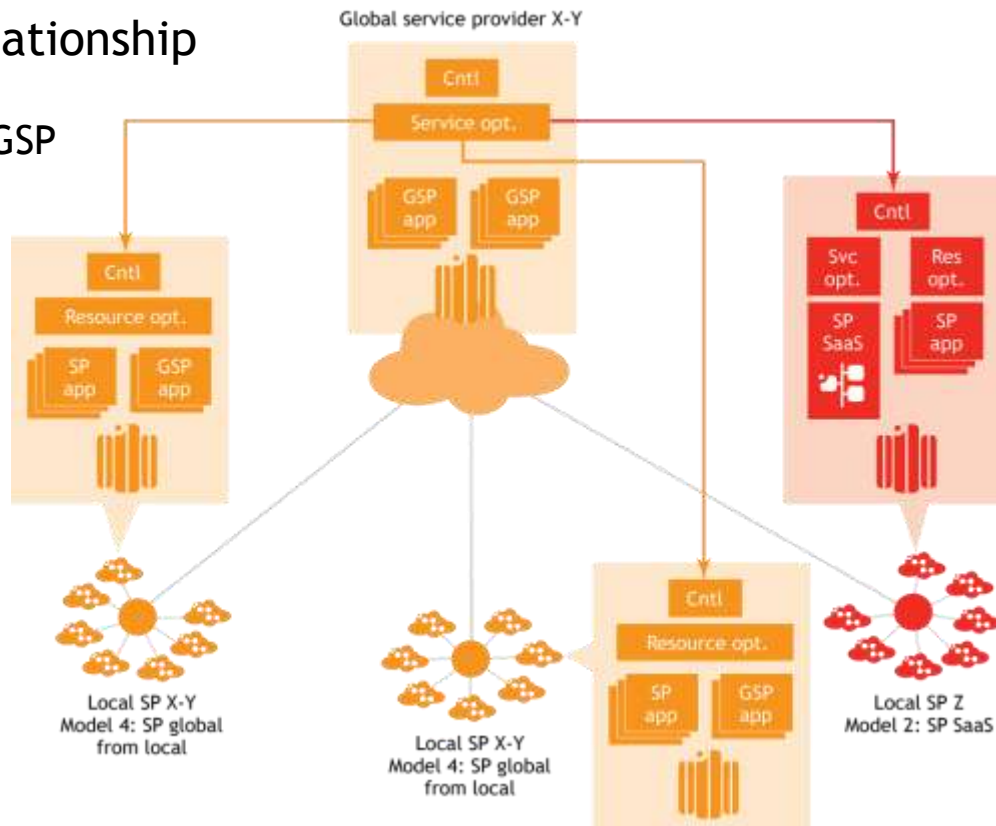 ationship
GSP
Global service provider X-Y
Cntl
Service opt.
GSP
app
GSP
app
Cntl
Resource opt.
SP
app
GSP
app
Cntl
Svc
opt.
Res
opt.
SP
SaaS
SP
app
Local SP X-Y
Model 4: SP global
from local
Local SP X-Y
Model 4: SP global
from local
Cntl
Resource opt.
SP
app
GSP
app
Local SP Z
Model 2: SP SaaS